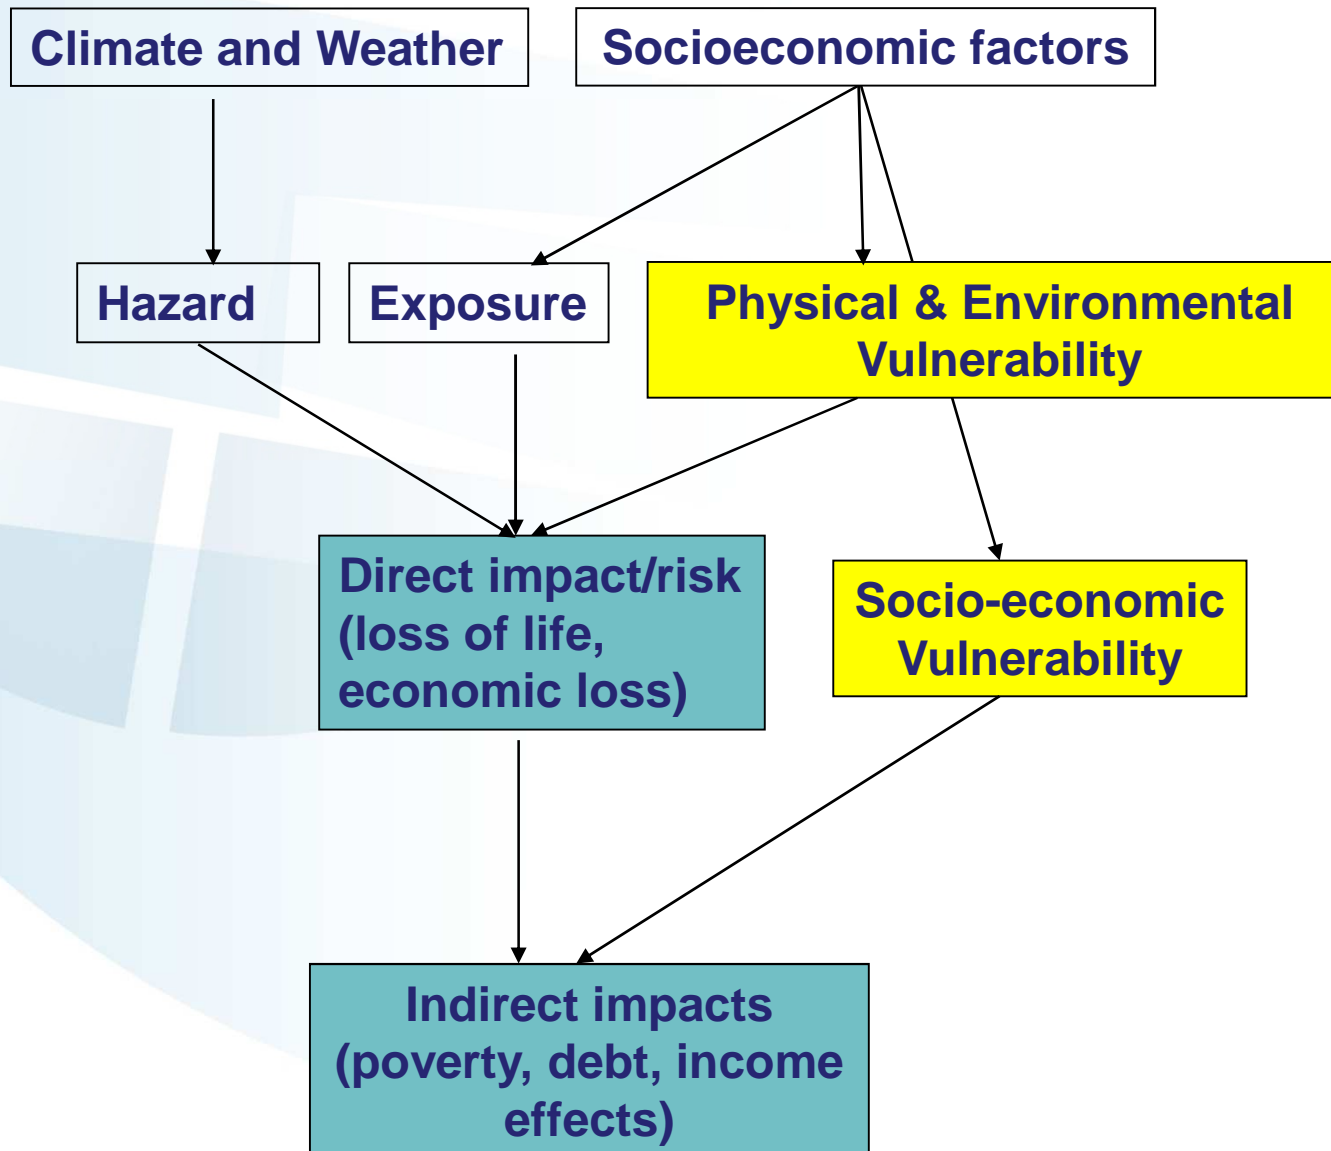 Climate and Weather
Socioeconomic factors
Hazard
Exposure
Physical & Environmental
Vulnerability
Direct impact/risk
(loss of life,
economic loss)
Socio-economic
Vulnerability
Indirect impacts
(poverty, debt, income
effects)